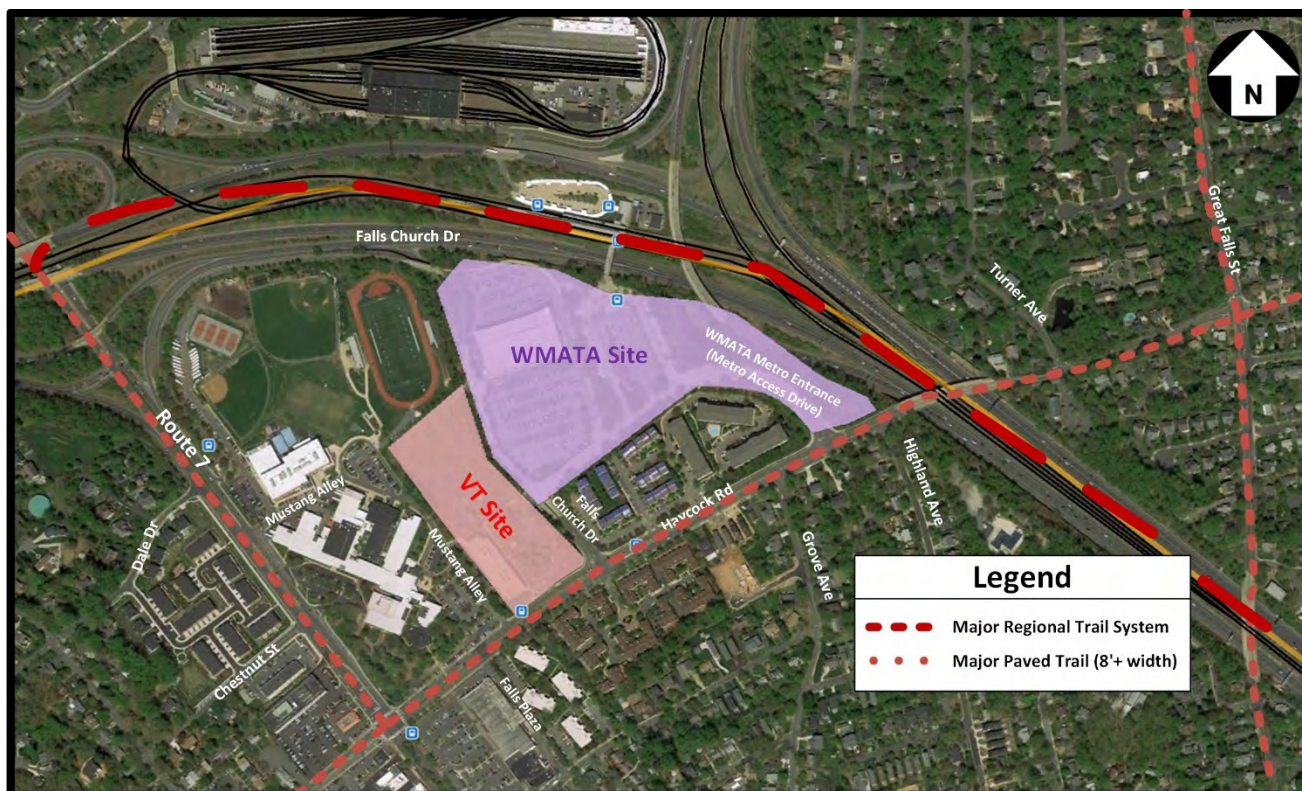 N
Falls Church Dr
Great Falls St
Turner Ave
WMATA Site
WMATA Metro Entrance
(Metro Access Drive)
Route 7
VT Site
Mustang Alley
Falls
Church Dr
Haycock Rd
Highland Ave
Mustang Alley
Dale Dr
Grove Ave
Chestnut St
Falls Plaza
Legend
Major Regional Trail System
Major Paved Trail (8'+ width)